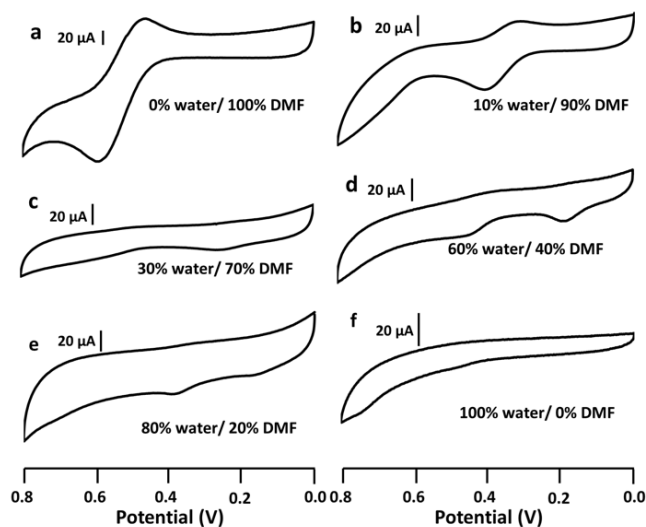 a
20 µA
0% water/ 100% DMF
b
20 µA
10% water/ 90% DMF
c
20 µA
30% water/ 70% DMF
d
20 µA
60% water/ 40% DMF
e
20 µA
80% water/ 20% DMF
f
20 µA
100% water/ 0% DMF
0.8 0.6 0.4 0.2 0.0
Potential (V)
0.8 0.6 0.4 0.2 0.0
Potential (V)